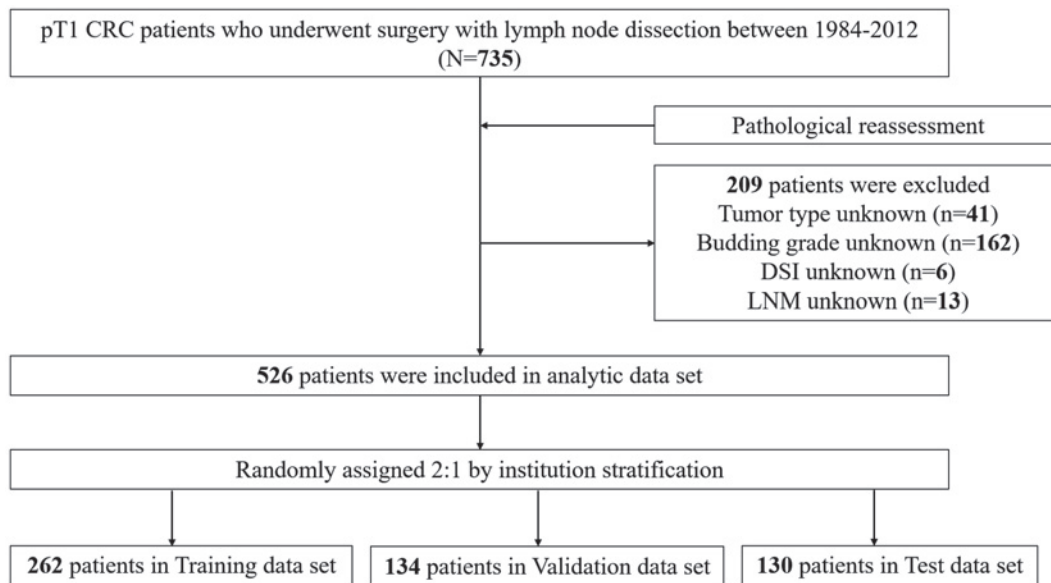 pT1 CRC patients who underwent surgery with lymph node dissection between 1984-2012
(N=735)
Pathological reassessment
209 patients were excluded
Tumor type unknown (n=41)
Budding grade unknown (n=162)
DSI unknown (n=6)
LNM unknown (n=13)
526 patients were included in analytic data set
Randomly assigned 2:1 by institution stratification
262 patients in Training data set
134 patients in Validation data set
130 patients in Test data set